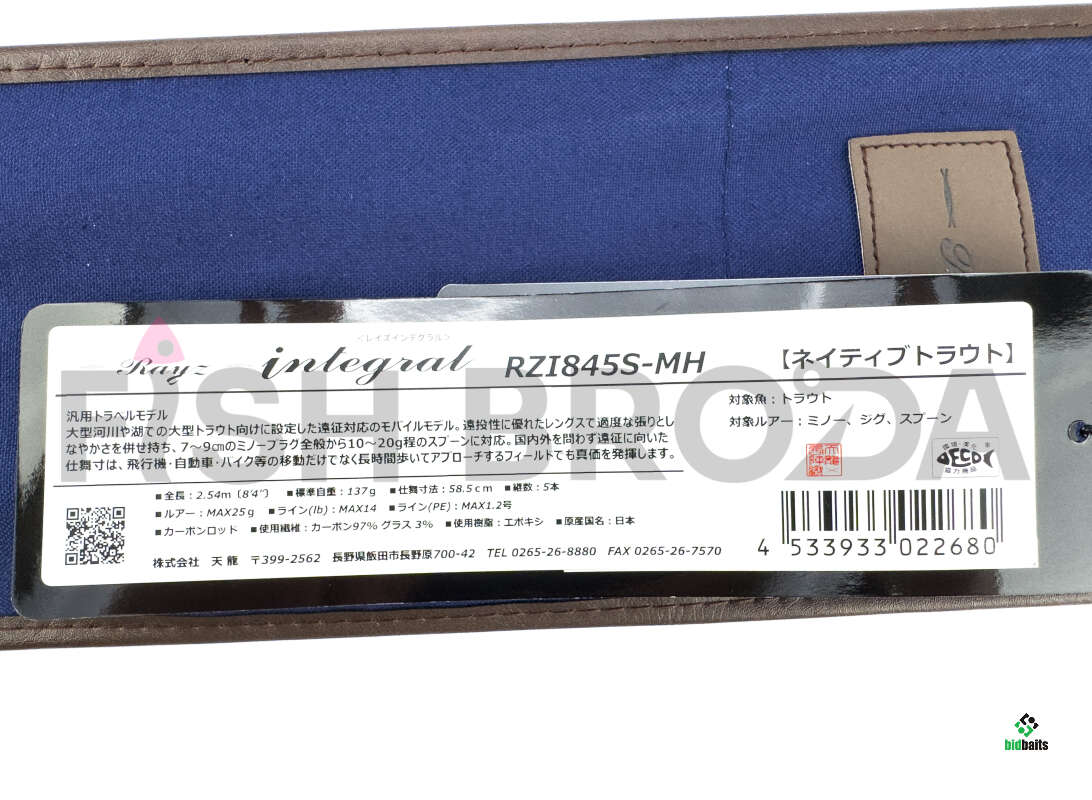 <レイズインテグラル>
Rayz integral RZI845S-MH 【ネイティブトラウト】
汎用トラベルモデル
大型河川や湖での大型トラウト向けに設定した遠征対応のモバイルモデル。遠投性に優れたレングスで適度な張りとし
なやかさを併せ持ち、7〜9cmのミノープラグ全般から10〜20g程のスプーンに対応。国内外を問わず遠征に向いた
仕舞寸は、飛行機・自動車・バイク等の移動だけでなく長時間歩いてアプローチするフィールドでも真価を発揮します。
対象魚：トラウト
対象ルアー：ミノー、ジグ、スプーン
■全長：2.54m〔8'4"〕 ■標準自重：137g ■仕舞寸法：58.5cm ■継数：5本
■ルアー：MAX25g ■ライン(lb)：MAX14 ■ライン(PE)：MAX1.2号
■カーボンロッド ■使用繊維：カーボン97% グラス3% ■使用樹脂：エポキシ ■原産国名：日本
株式会社 天龍 〒399-2562 長野県飯田市長野原700-42 TEL 0265-26-8880 FAX 0265-26-7570
DECOS
協力商品
4 533933 022680
FISH BRODA
bidbaits